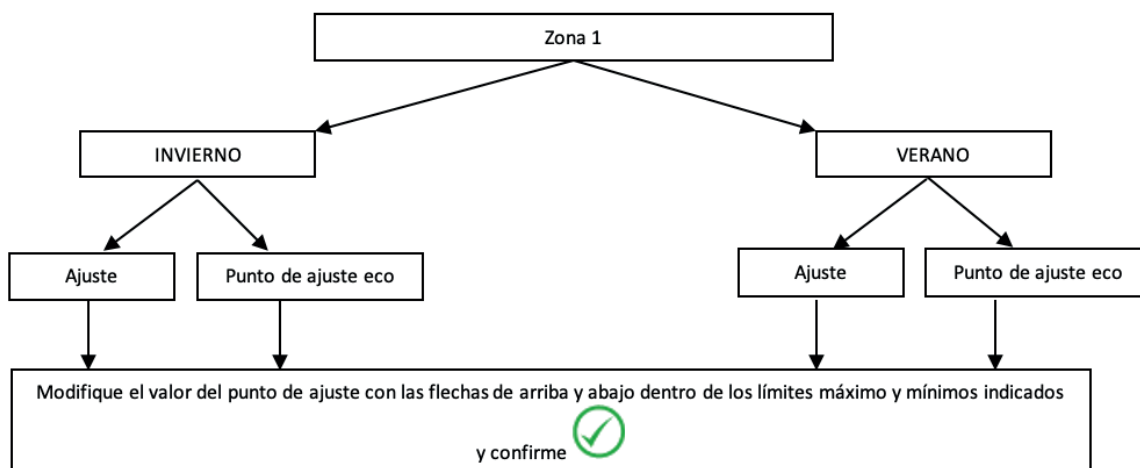 Zona 1
INVIERNO
VERANO
Ajuste
Punto de ajuste eco
Ajuste
Punto de ajuste eco
Modifique el valor del punto de ajuste con las flechas de arriba y abajo dentro de los límites máximo y mínimos indicados
y confirme